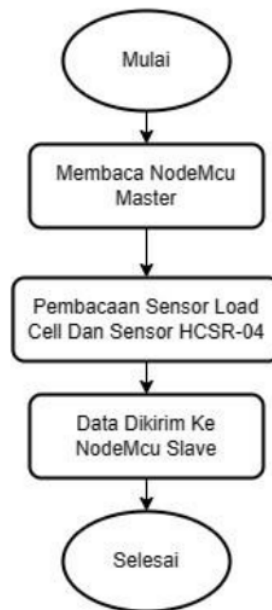 Mulai
Membaca NodeMcu
Master
Pembacaan Sensor Load
Cell Dan Sensor HCSR-04
Data Dikirim Ke
NodeMcu Slave
Selesai